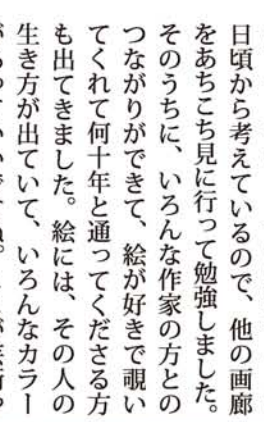 日頃から考えているので、他の画廊
をあちこち見に行って勉強しました。
そのうちに、いろんな作家の方との
つながりができて、絵が好きで覗い
てくれて何十年と通ってくださる方
も出てきました。絵には、その人の
生き方が出ていて、いろんなカラー